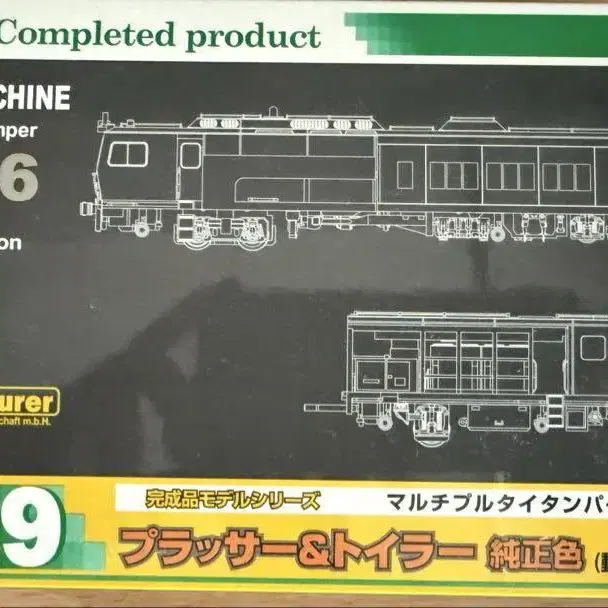 Completed product
CHINE
mper
6
on
urer
chaft m.b.H.
9
完成品モデルシリーズ
マルチプルタイタンパ
プラッサー&トイラー 純正色